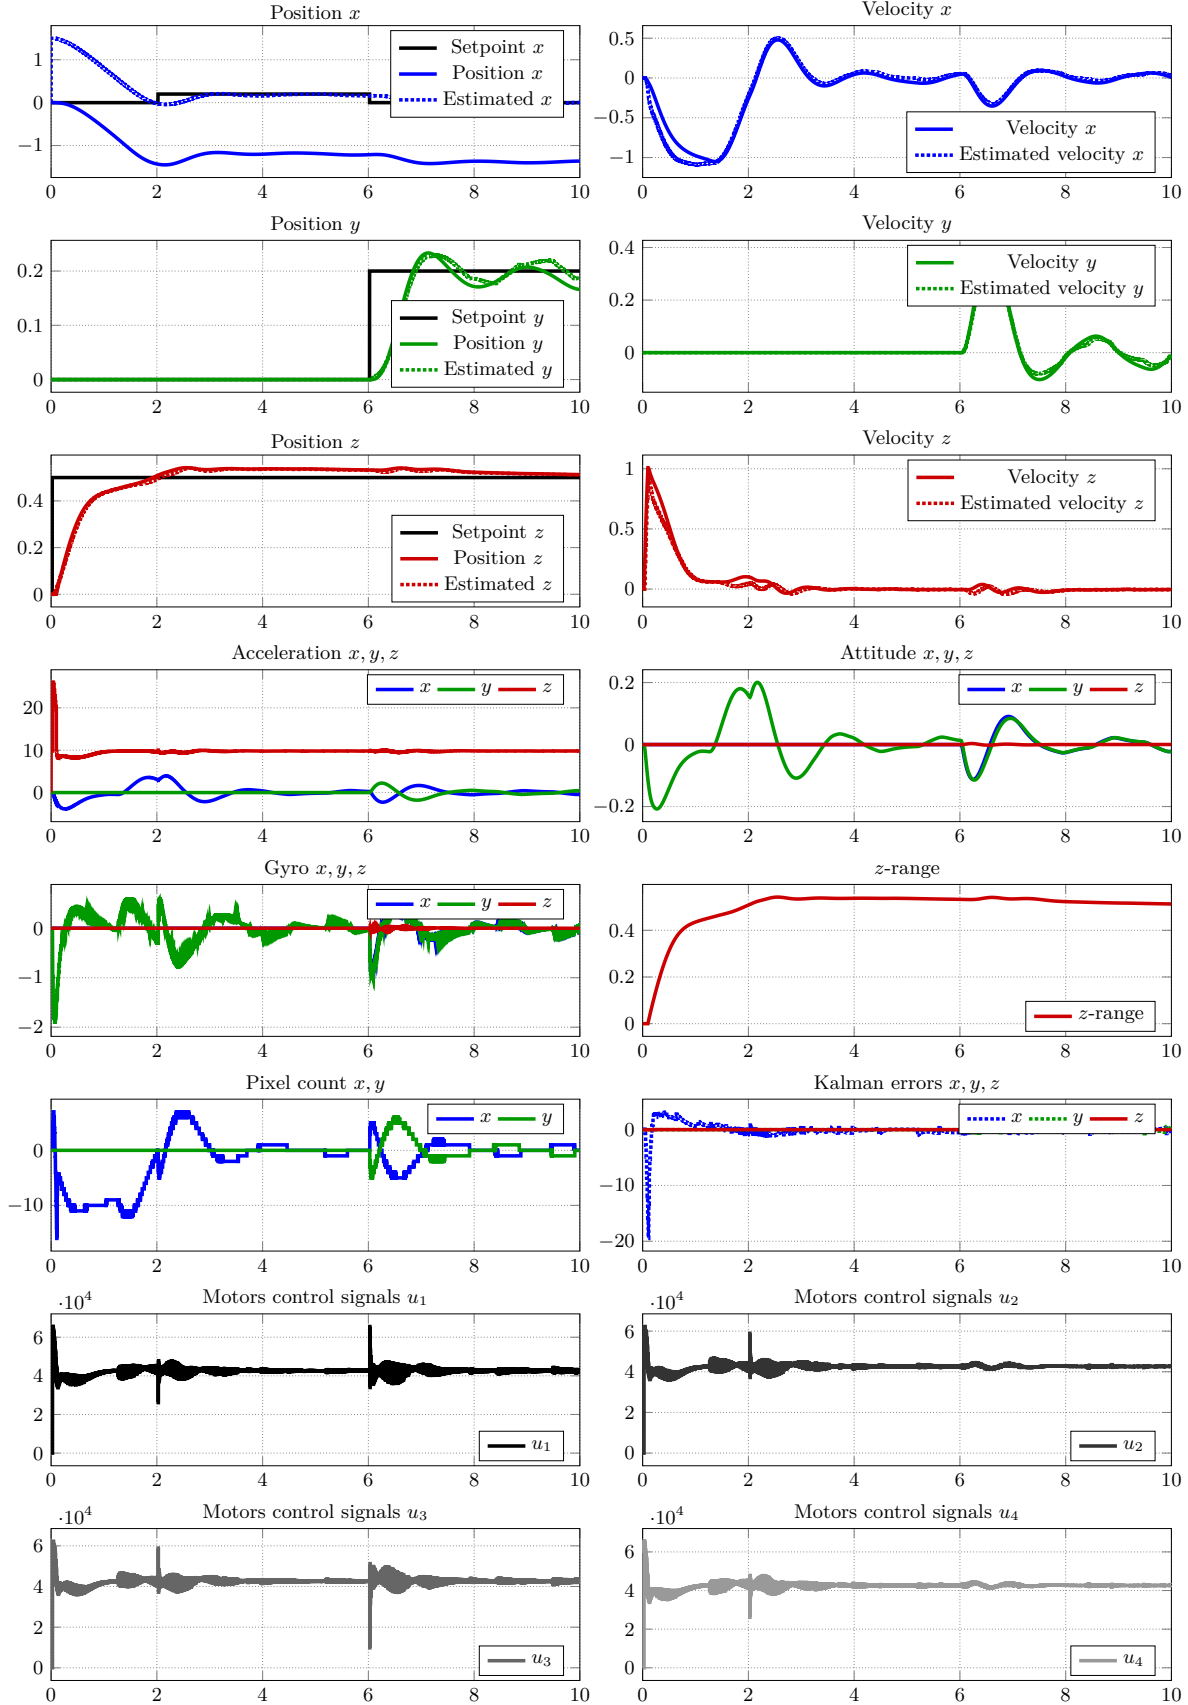 Position x
Setpoint x
Position x
Estimated x
1
0
−1
0 2 4 6 8 10
Velocity x
Velocity x
Estimated velocity x
0.5
0
−0.5
−1
0 2 4 6 8 10
Position y
Setpoint y
Position y
Estimated y
0.2
0.1
0
0 2 4 6 8 10
Velocity y
Velocity y
Estimated velocity y
0.4
0.2
0
0 2 4 6 8 10
Position z
Setpoint z
Position z
Estimated z
0.4
0.2
0
0 2 4 6 8 10
Velocity z
Velocity z
Estimated velocity z
1
0.5
0
0 2 4 6 8 10
Acceleration x, y, z
x y z
20
10
0
0 2 4 6 8 10
Attitude x, y, z
x y z
0.2
0
−0.2
0 2 4 6 8 10
Gyro x, y, z
x y z
0
−1
−2
0 2 4 6 8 10
z-range
0.4
0.2
0
z-range
0 2 4 6 8 10
Pixel count x, y
x y
0
−10
0 2 4 6 8 10
Kalman errors x, y, z
x y z
0
−10
−20
0 2 4 6 8 10
·10⁴
Motors control signals u₁
6
4
2
0
u₁
0 2 4 6 8 10
·10⁴
Motors control signals u₂
6
4
2
0
u₂
0 2 4 6 8 10
·10⁴
Motors control signals u₃
6
4
2
0
u₃
0 2 4 6 8 10
·10⁴
Motors control signals u₄
6
4
2
0
u₄
0 2 4 6 8 10